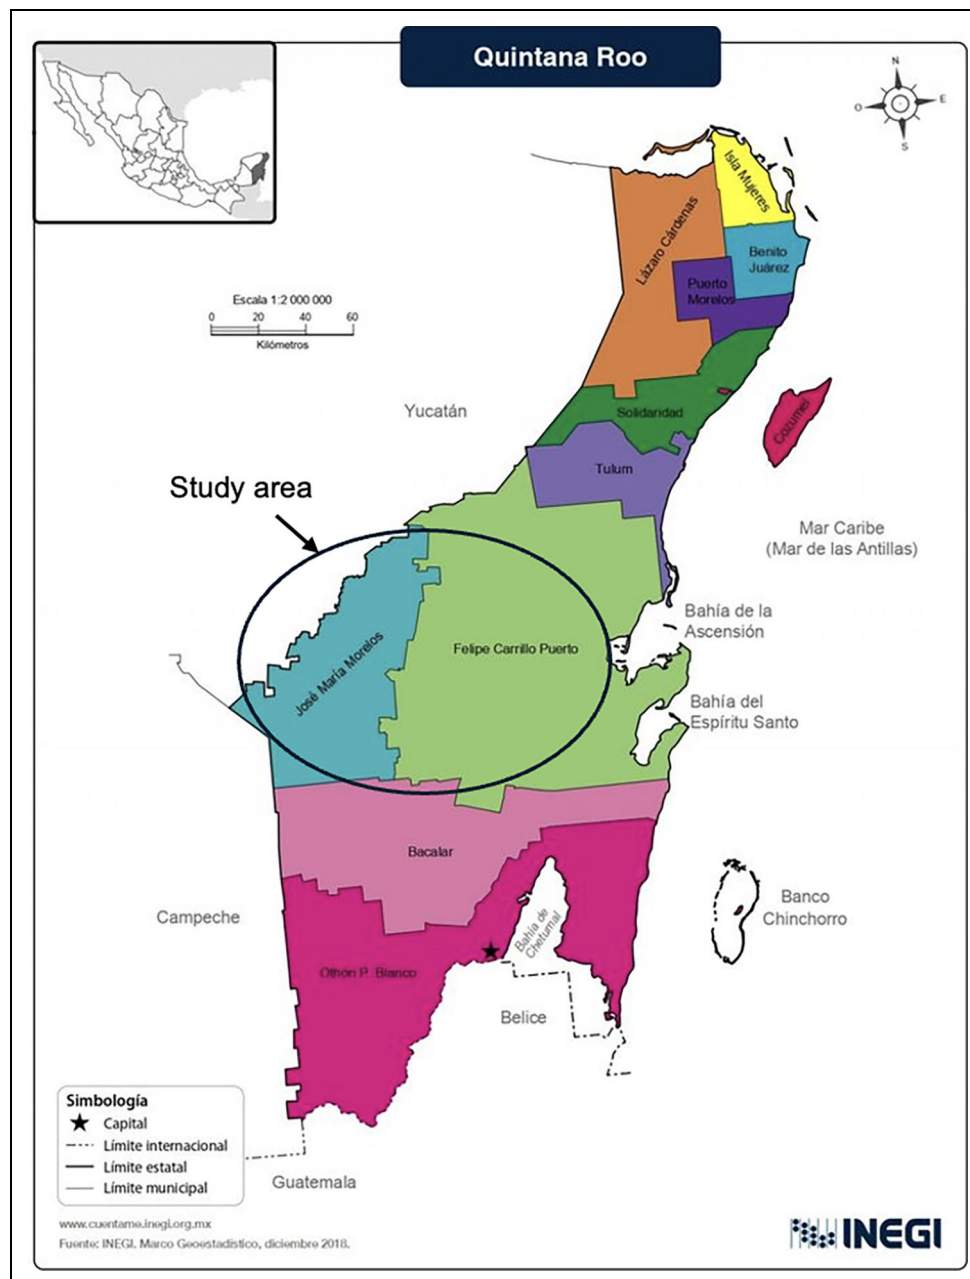 Quintana Roo
N
O
E
S
Isla Mujeres
Lázaro Cárdenas
Benito
Juárez
Puerto
Morelos
Escala 1:2 000 000
0 20 40 60
Kilómetros
Solidaridad
Cozumel
Yucatán
Tulum
Study area
Mar Caribe
(Mar de las Antillas)
Bahía de la
Ascensión
Felipe Carrillo Puerto
José María Morelos
Bahía del
Espíritu Santo
Bacalar
Banco
Chinchorro
Campeche
Bahía de
Chetumal
Othón P. Blanco
Belice
Simbología
Capital
Límite internacional
Límite estatal
Límite municipal
Guatemala
www.cuentame.inegi.org.mx
Fuente: INEGI. Marco Geoestadístico, diciembre 2018.
INEGI